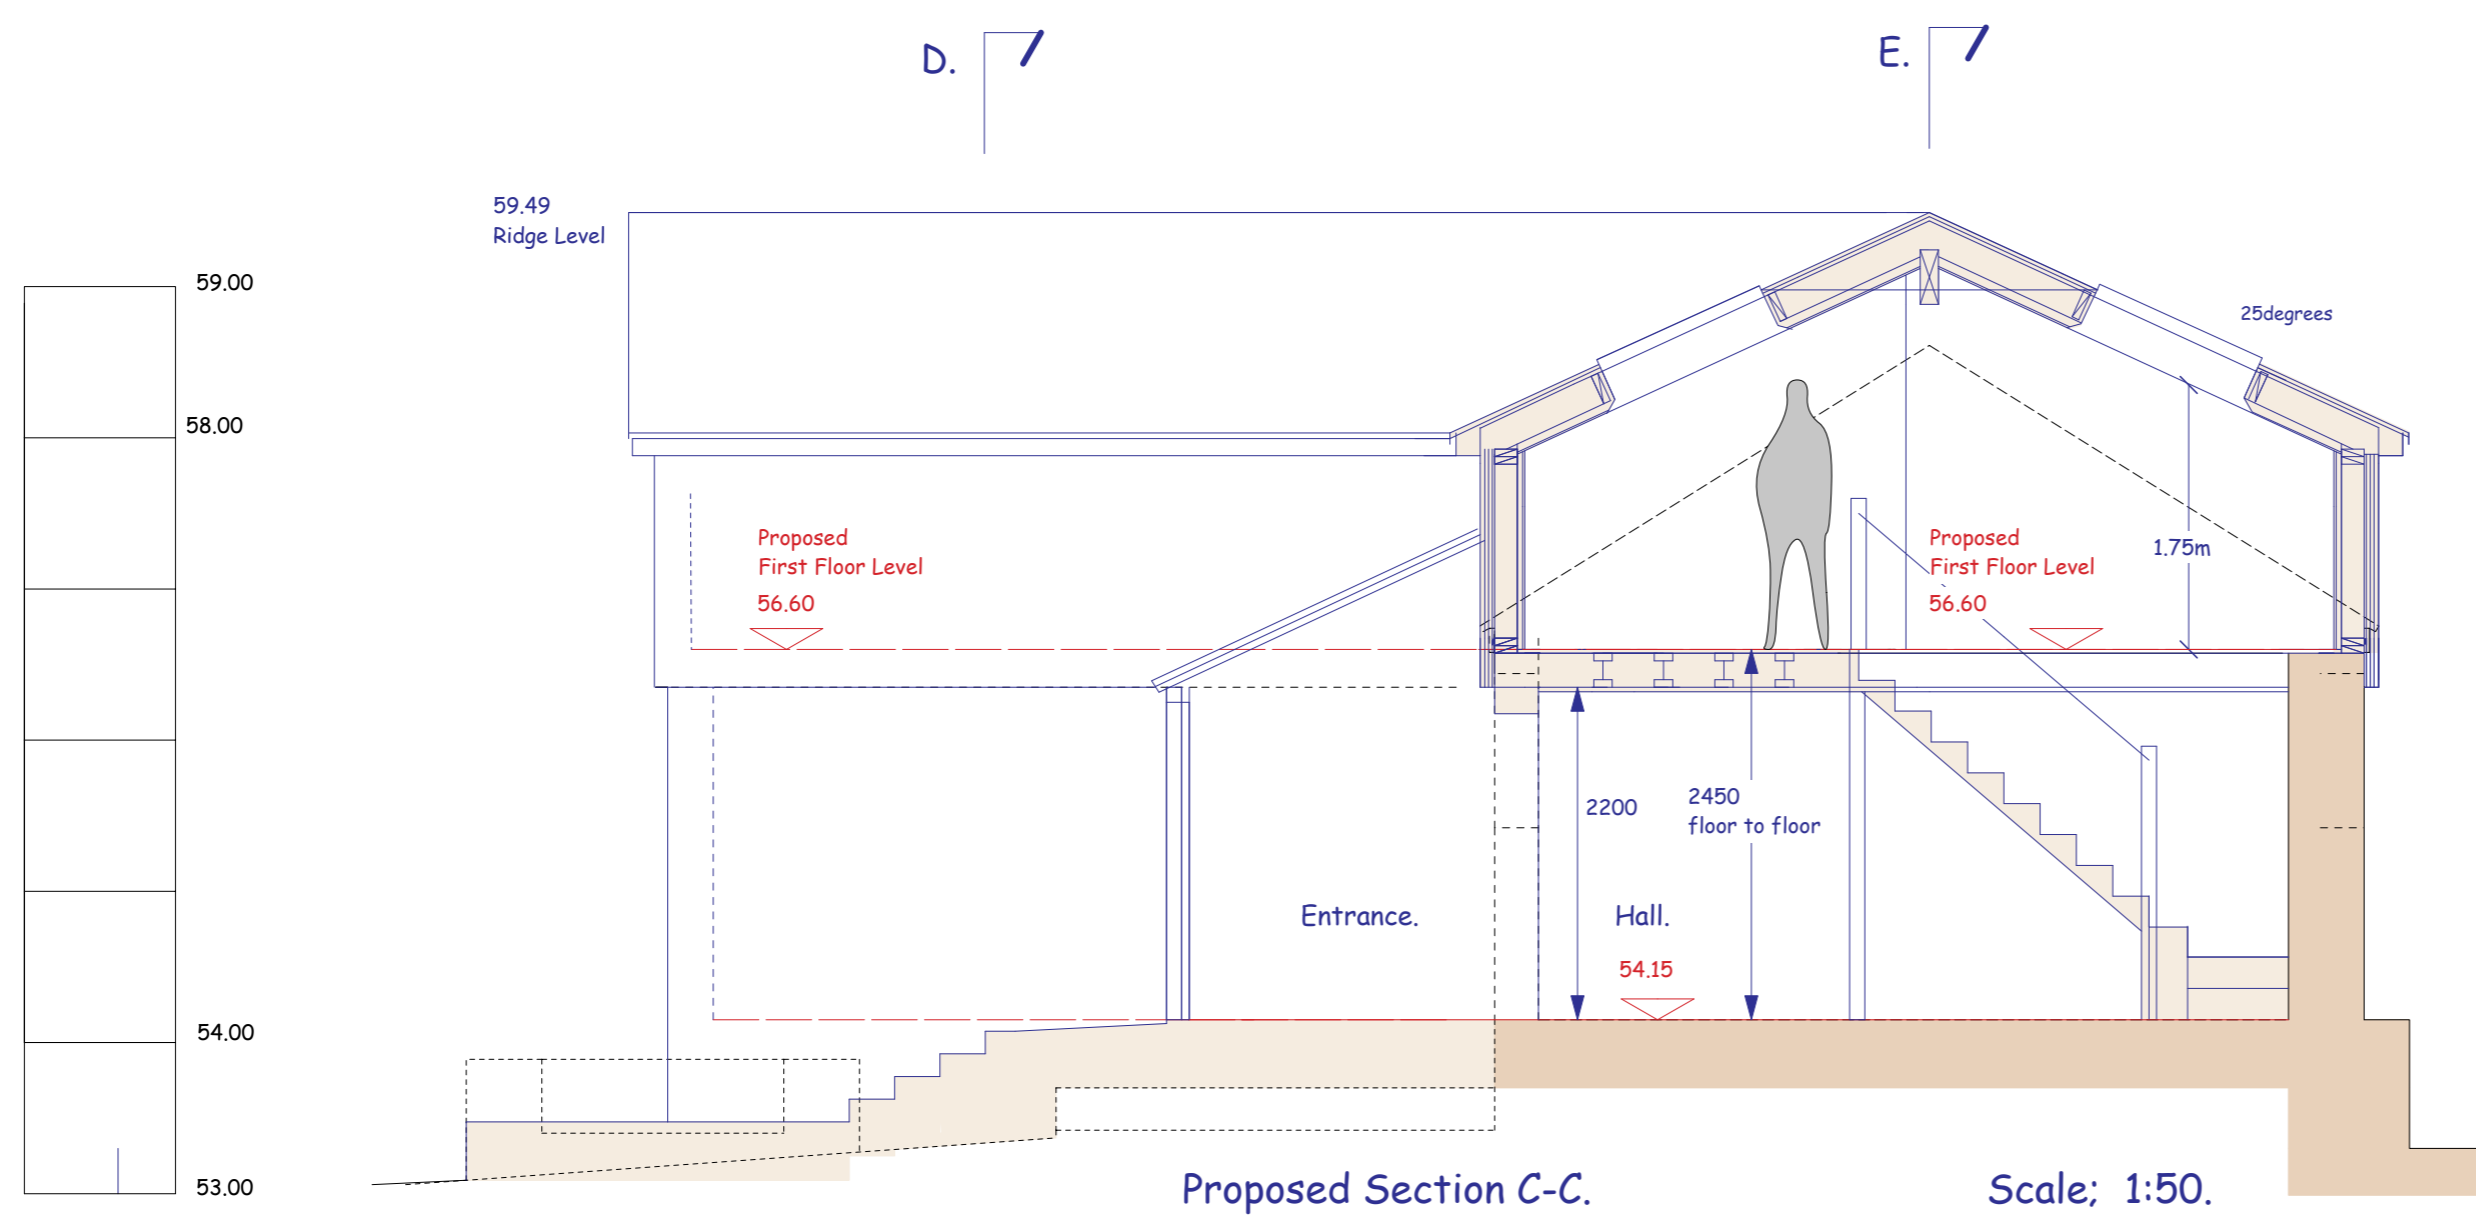 D.
E.
59.49
Ridge Level
59.00
25degrees
58.00
Proposed
First Floor Level
56.60
Proposed
First Floor Level
56.60
1.75m
2200
2450
floor to floor
Entrance.
Hall.
54.15
54.00
53.00
Proposed Section C-C.
Scale; 1:50.